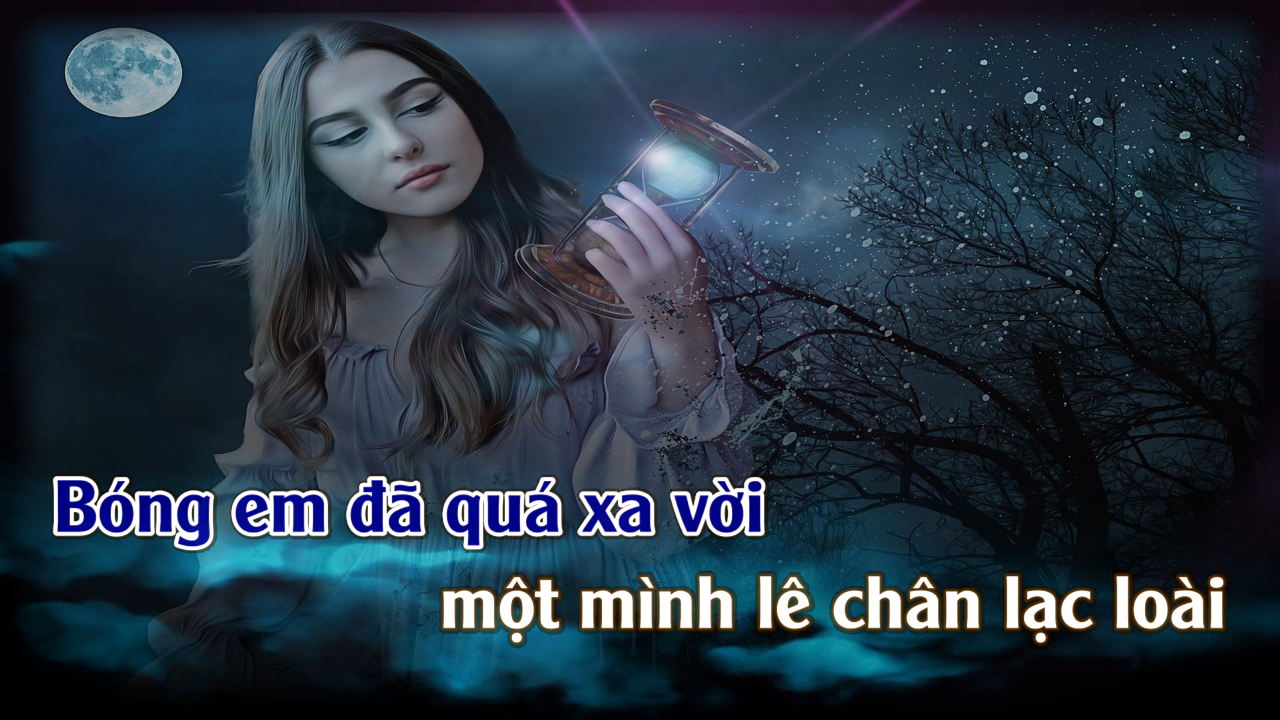 Bóng em đã quá xa vời
một mình lê chân lạc loài